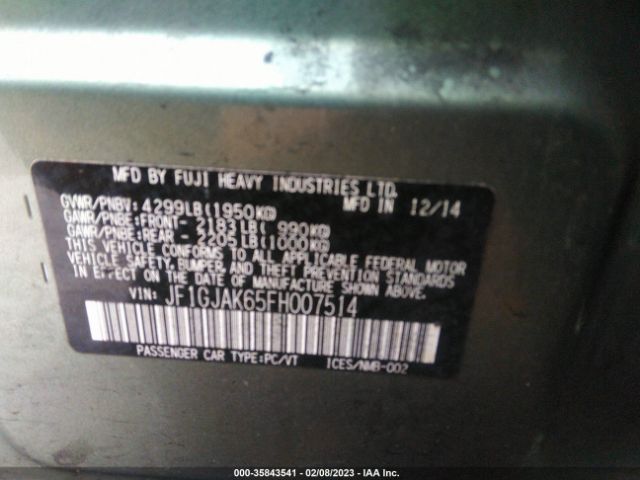 MFD BY FUJI HEAVY INDUSTRIES LTD.
GVWR/PNBV: 4299LB(1950KG) MFD IN 12/14
GAWR/PNBE:FRONT- 2183LB( 990KG)
GAWR/PNBE:REAR - 2205LB(1000KG)
THIS VEHICLE CONFORMS TO ALL APPLICABLE FEDERAL MOTOR
VEHICLE SAFETY, BUMPER, AND THEFT PREVENTION STANDARDS
IN EFFECT ON THE DATE OF MANUFACTURE SHOWN ABOVE.
VIN: JF1GJAK65FH007514
PASSENGER CAR TYPE:PC/VT ICES/NMB-002
000-35843541 - 02/08/2023 - IAA Inc.